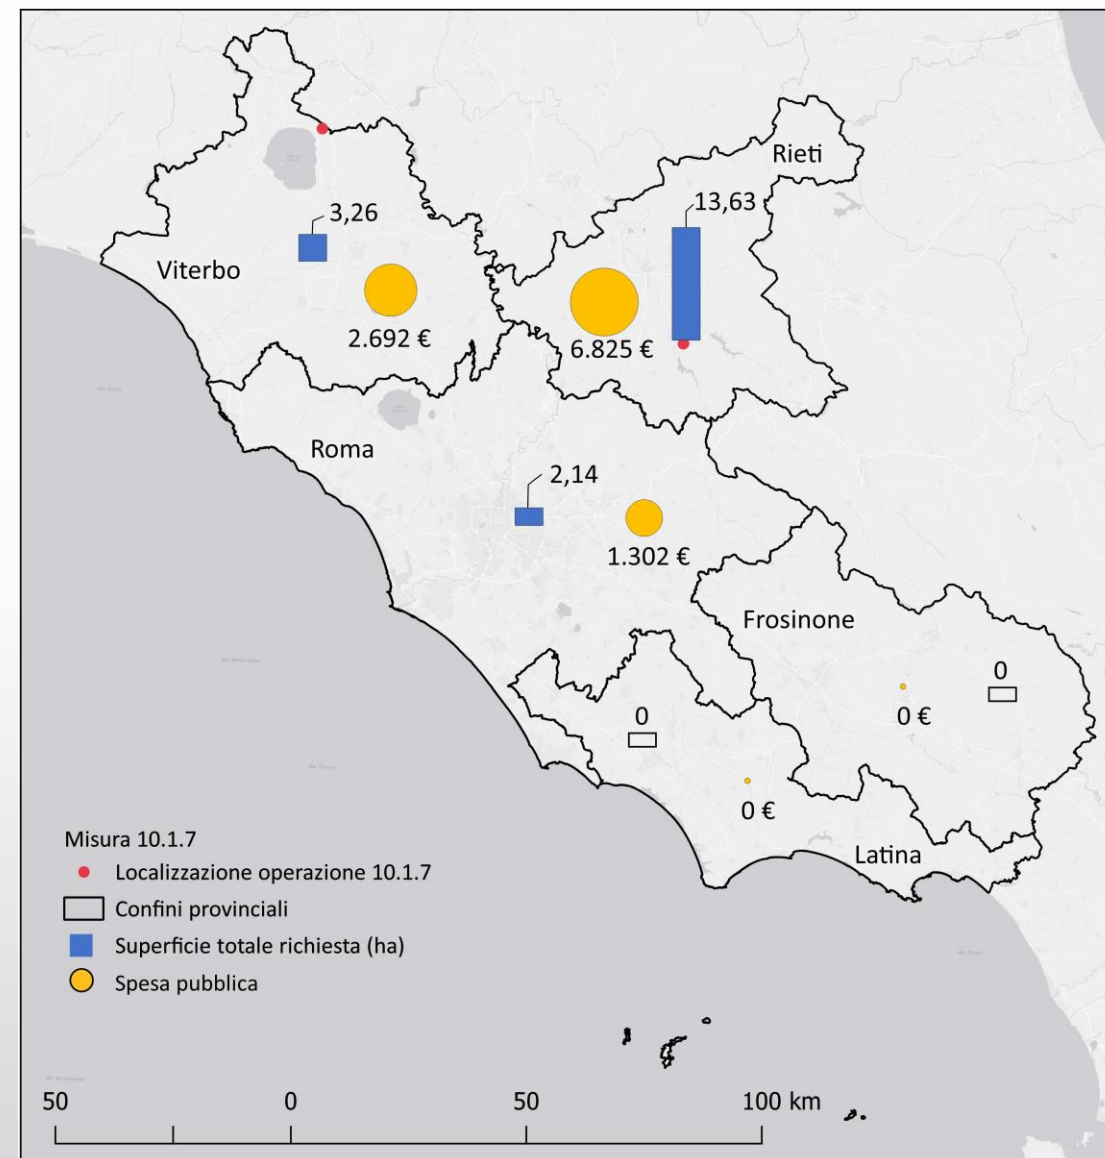 Rieti
13,63
3,26
Viterbo
2.692 €
6.825 €
Roma
2,14
1.302 €
Frosinone
0
0 €
0
0 €
Latina
Misura 10.1.7
Localizzazione operazione 10.1.7
Confini provinciali
Superficie totale richiesta (ha)
Spesa pubblica
50 0 50 100 km